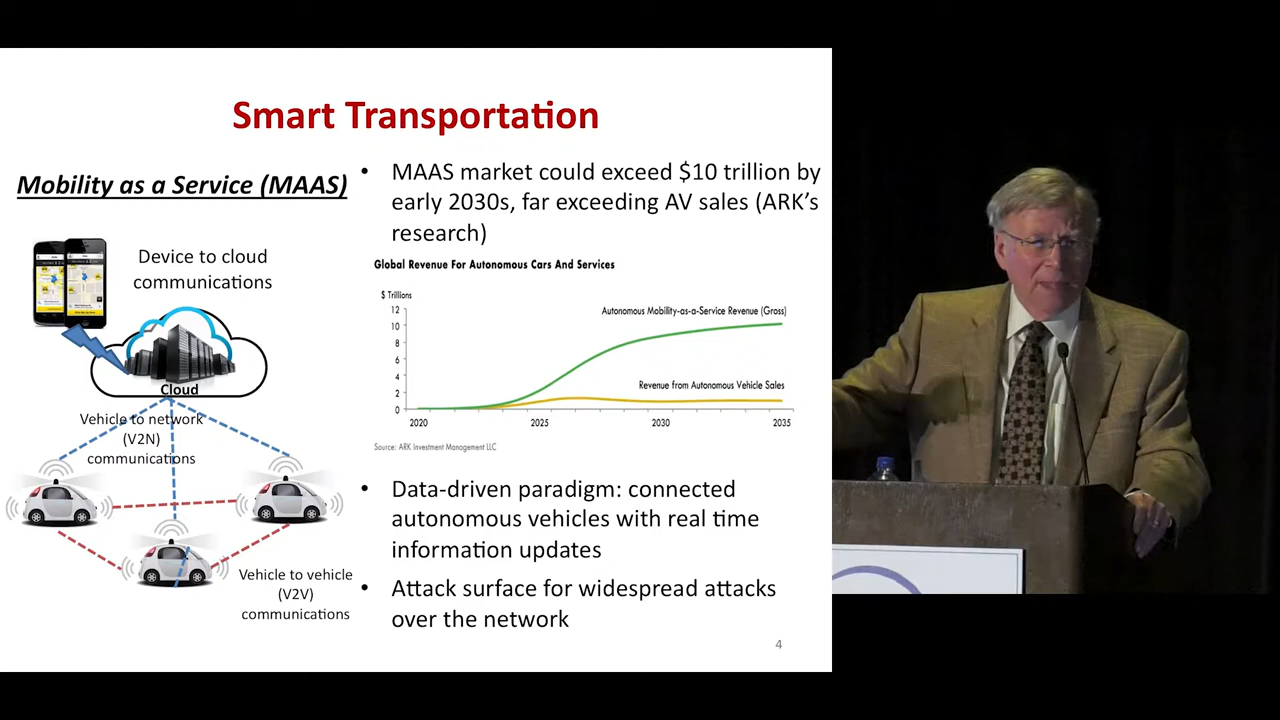 Smart Transportation
Mobility as a Service (MAAS)
Device to cloud
communications
Cloud
Vehicle to network
(V2N)
communications
Vehicle to vehicle
(V2V)
communications
• MAAS market could exceed $10 trillion by
early 2030s, far exceeding AV sales (ARK's
research)
Global Revenue For Autonomous Cars And Services
$ Trillions
12
10
8
6
4
2
0
Autonomous Mobility-as-a-Service Revenue (Gross)
Revenue from Autonomous Vehicle Sales
2020 2025 2030 2035
Source: ARK Investment Management LLC
• Data-driven paradigm: connected
autonomous vehicles with real time
information updates
• Attack surface for widespread attacks
over the network
4